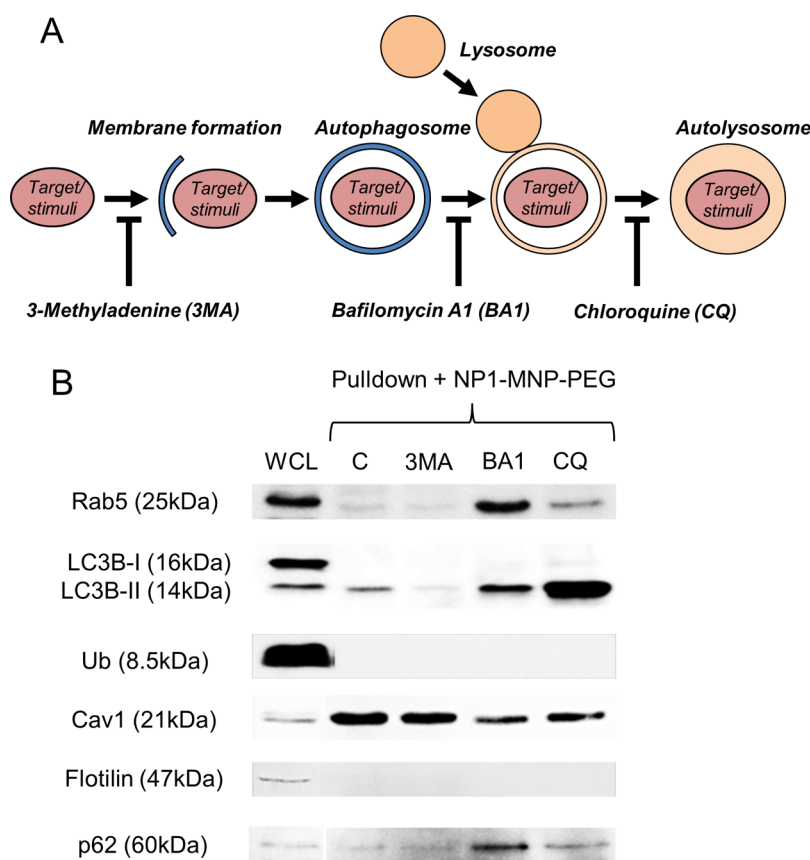 A
Lysosome
Membrane formation
Autophagosome
Autolysosome
Target/
stimuli
Target/
stimuli
Target/
stimuli
Target/
stimuli
Target/
stimuli
3-Methyladenine (3MA)
Bafilomycin A1 (BA1)
Chloroquine (CQ)
B
Pulldown + NP1-MNP-PEG
WCL C 3MA BA1 CQ
Rab5 (25kDa)
LC3B-I (16kDa)
LC3B-II (14kDa)
Ub (8.5kDa)
Cav1 (21kDa)
Flotilin (47kDa)
p62 (60kDa)